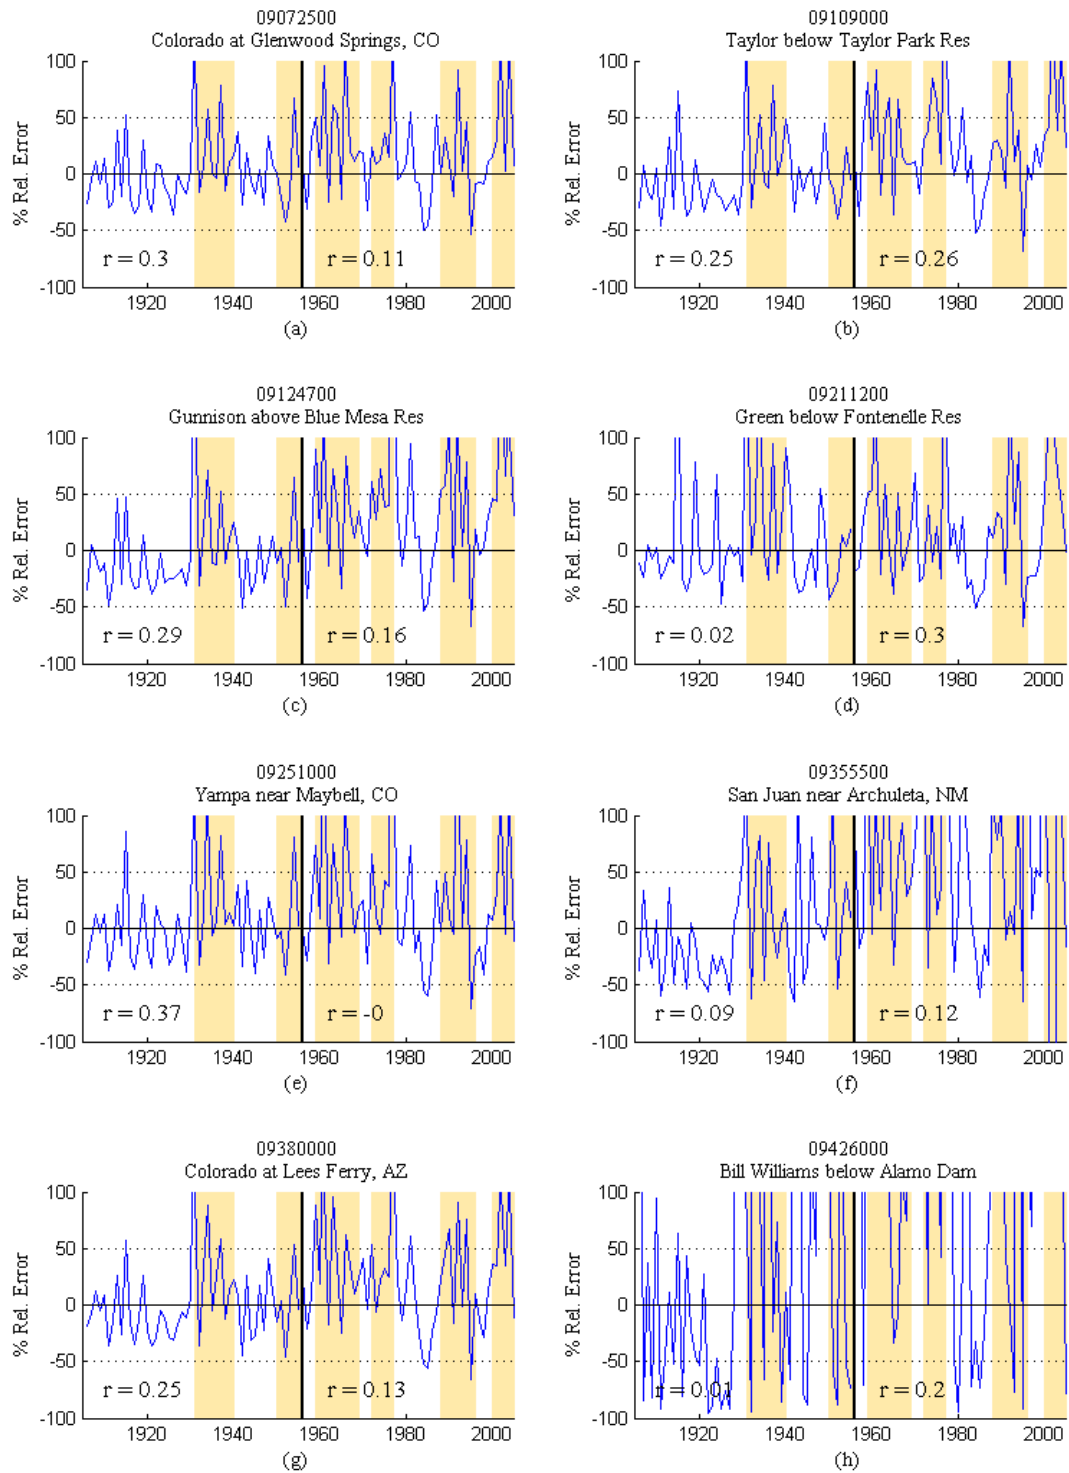 09072500
Colorado at Glenwood Springs, CO
% Rel. Error
100
50
0
-50
-100
r = 0.3
r = 0.11
1920 1940 1960 1980 2000
(a)
09109000
Taylor below Taylor Park Res
% Rel. Error
100
50
0
-50
-100
r = 0.25
r = 0.26
1920 1940 1960 1980 2000
(b)
09124700
Gunnison above Blue Mesa Res
% Rel. Error
100
50
0
-50
-100
r = 0.29
r = 0.16
1920 1940 1960 1980 2000
(c)
09211200
Green below Fontenelle Res
% Rel. Error
100
50
0
-50
-100
r = 0.02
r = 0.3
1920 1940 1960 1980 2000
(d)
09251000
Yampa near Maybell, CO
% Rel. Error
100
50
0
-50
-100
r = 0.37
r = -0
1920 1940 1960 1980 2000
(e)
09355500
San Juan near Archuleta, NM
% Rel. Error
100
50
0
-50
-100
r = 0.09
r = 0.12
1920 1940 1960 1980 2000
(f)
09380000
Colorado at Lees Ferry, AZ
% Rel. Error
100
50
0
-50
-100
r = 0.25
r = 0.13
1920 1940 1960 1980 2000
(g)
09426000
Bill Williams below Alamo Dam
% Rel. Error
100
50
0
-50
-100
r = 0.01
r = 0.2
1920 1940 1960 1980 2000
(h)